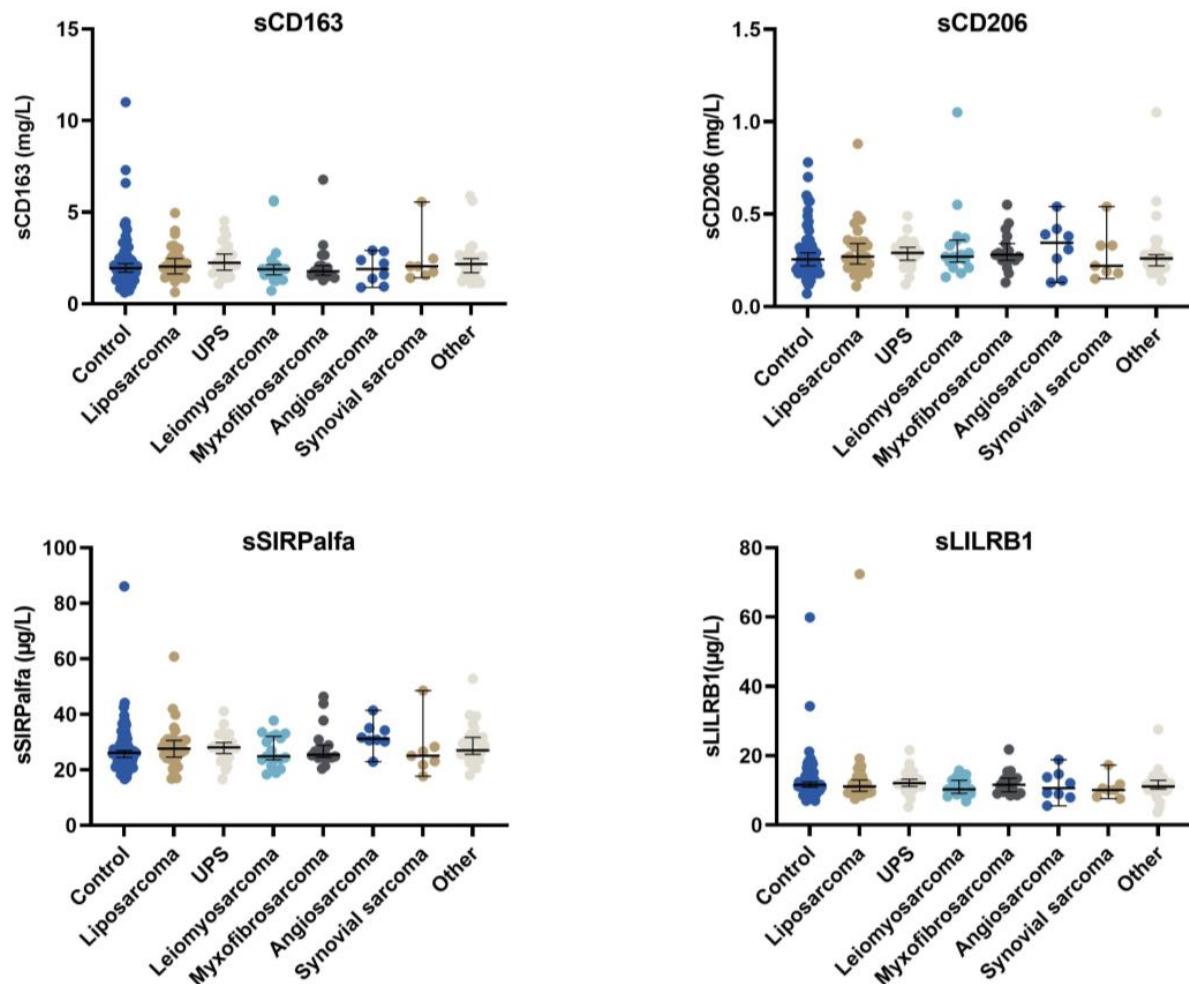 sCD163
sCD163 (mg/L)
15
10
5
0
Control
Liposarcoma
UPS
Leiomyosarcoma
Myxofibrosarcoma
Angiosarcoma
Synovial sarcoma
Other
sCD206
sCD206 (mg/L)
1.5
1.0
0.5
0.0
Control
Liposarcoma
UPS
Leiomyosarcoma
Myxofibrosarcoma
Angiosarcoma
Synovial sarcoma
Other
sSIRPalfa
sSIRPalfa (µg/L)
100
80
60
40
20
0
Control
Liposarcoma
UPS
Leiomyosarcoma
Myxofibrosarcoma
Angiosarcoma
Synovial sarcoma
Other
sLILRB1
sLILRB1(µg/L)
80
60
40
20
0
Control
Liposarcoma
UPS
Leiomyosarcoma
Myxofibrosarcoma
Angiosarcoma
Synovial sarcoma
Other